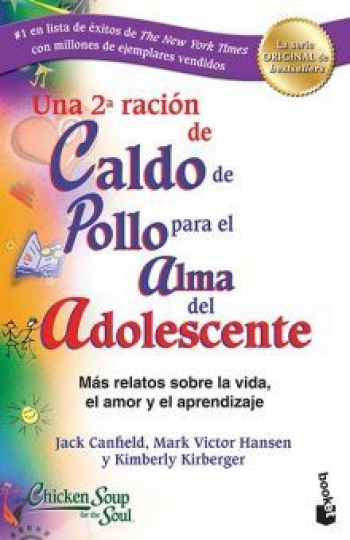 #1 en lista de éxitos de The New York Times
con millones de ejemplares vendidos
La serie
ORIGINAL de
bestsellers
Una 2ª ración
de
Caldo de
Pollo para el
Alma
del
Adolescente
Más relatos sobre la vida,
el amor y el aprendizaje
Jack Canfield, Mark Victor Hansen
y Kimberly Kirberger
Chicken Soup
for the
Soul
booket